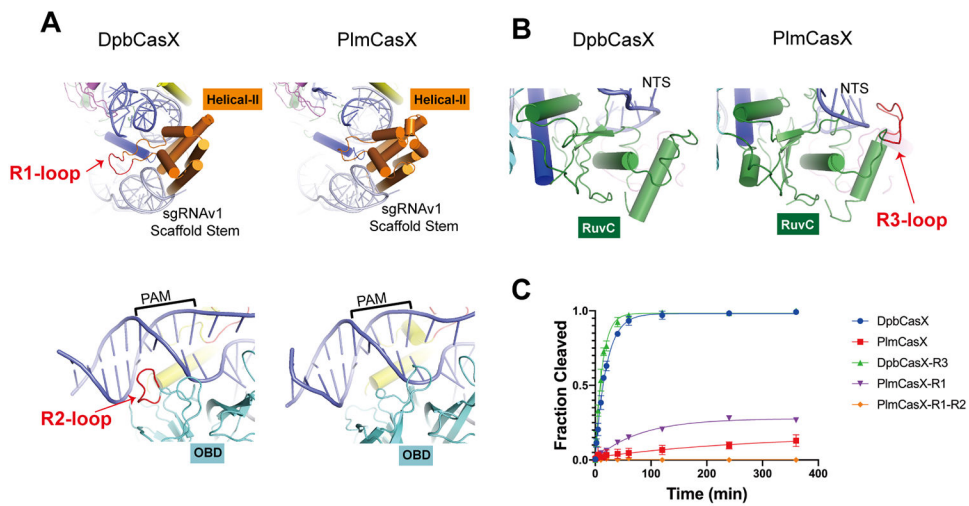 A
DpbCasX
PlmCasX
Helical-II
Helical-II
R1-loop
sgRNAv1
Scaffold Stem
sgRNAv1
Scaffold Stem
PAM
PAM
R2-loop
OBD
OBD
B
DpbCasX
PlmCasX
NTS
NTS
RuvC
RuvC
R3-loop
C
Fraction Cleaved
1.0
0.5
1.0
0
100
200
300
400
Time (min)
DpbCasX
PlmCasX
DpbCasX-R3
PlmCasX-R1
PlmCasX-R1-R2